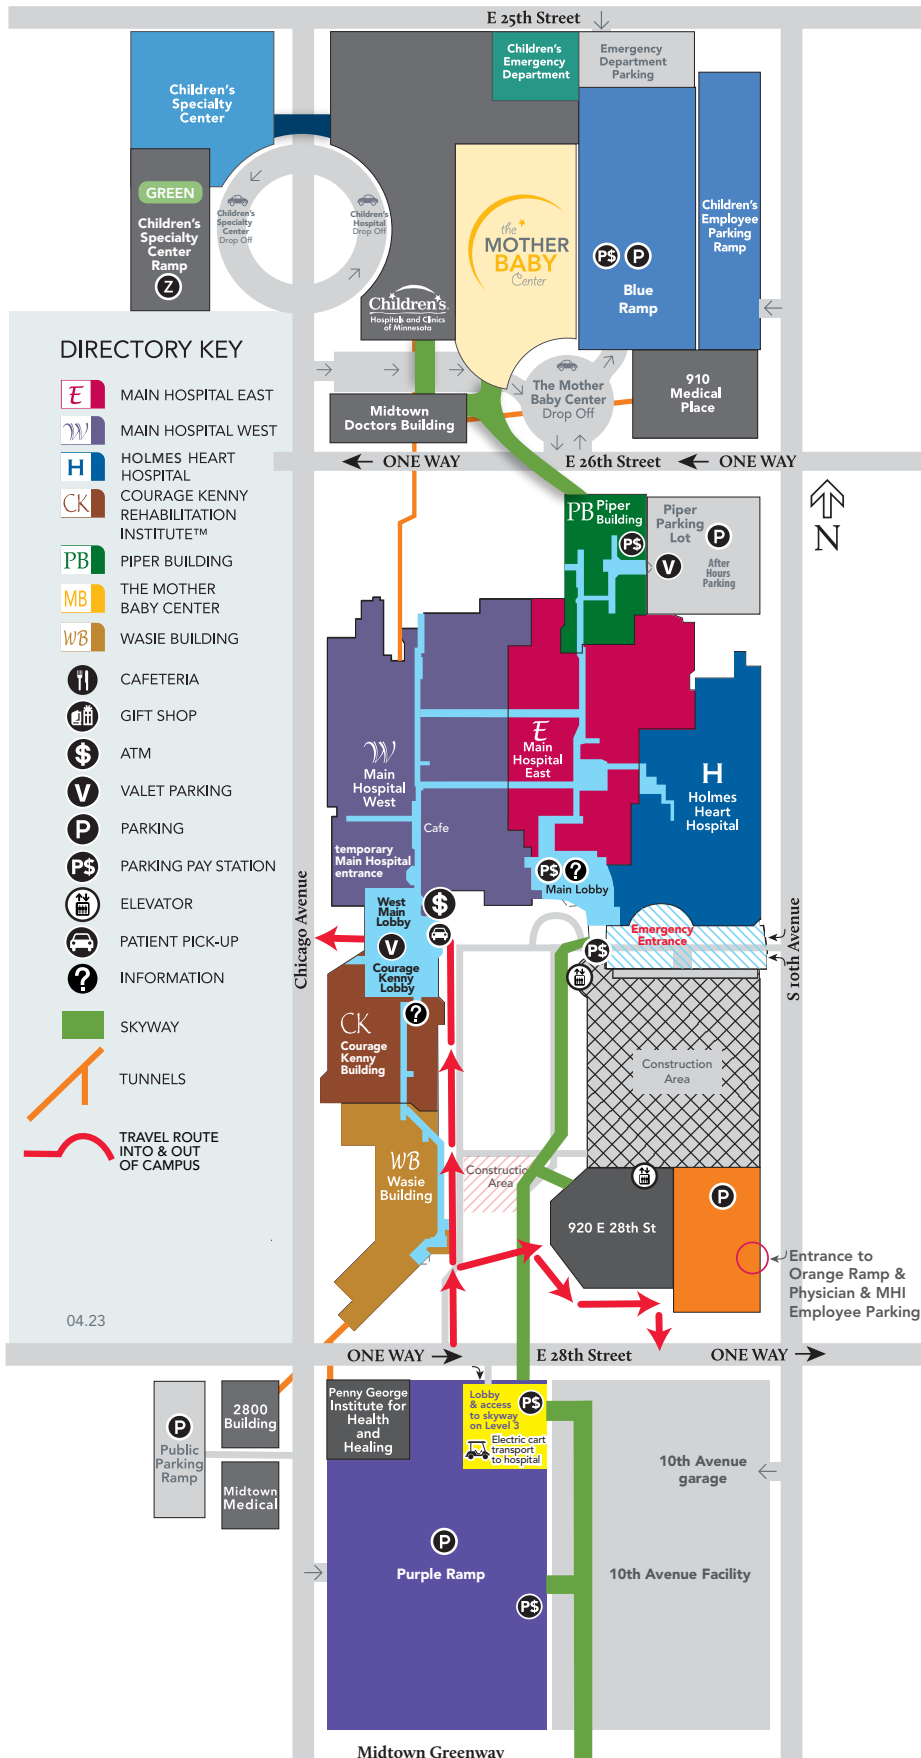 E 25th Street
Children's
Specialty
Center
Children's
Emergency
Department
Emergency
Department
Parking
GREEN
Children's
Specialty
Center
Ramp
Z
Children's
Specialty
Center
Drop Off
Children's
Hospital
Drop Off
the
MOTHER
BABY
Center
Children's
Hospitals and Clinics
of Minnesota
P$ P
Blue
Ramp
Children's
Employee
Parking
Ramp
Midtown
Doctors Building
The Mother
Baby Center
Drop Off
910
Medical
Place
ONE WAY
E 26th Street
ONE WAY
N
DIRECTORY KEY
E MAIN HOSPITAL EAST
W MAIN HOSPITAL WEST
H HOLMES HEART
HOSPITAL
CK COURAGE KENNY
REHABILITATION
INSTITUTE™
PB PIPER BUILDING
MB THE MOTHER
BABY CENTER
WB WASIE BUILDING
CAFETERIA
GIFT SHOP
$ ATM
V VALET PARKING
P PARKING
P$ PARKING PAY STATION
ELEVATOR
PATIENT PICK-UP
? INFORMATION
SKYWAY
TUNNELS
TRAVEL ROUTE
INTO & OUT
OF CAMPUS
04.23
PB Piper
Building
P$
V
Piper
Parking
Lot
P
After
Hours
Parking
W
Main
Hospital
West
E
Main
Hospital
East
H
Holmes
Heart
Hospital
Cafe
temporary
Main Hospital
entrance
P$ ?
Main Lobby
West
Main
Lobby
$
V
Courage
Kenny
Lobby
?
Emergency
Entrance
P$
Chicago Avenue
S 10th Avenue
CK
Courage
Kenny
Building
Construction
Area
WB
Wasie
Building
Constructio
Area
920 E 28th St
P
Entrance to
Orange Ramp &
Physician & MHI
Employee Parking
ONE WAY
E 28th Street
ONE WAY
P
Public
Parking
Ramp
2800
Building
Midtown
Medical
Penny George
Institute for
Health
and
Healing
Lobby
& access
to skyway
on Level 3
P$
Electric cart
transport
to hospital
10th Avenue
garage
P
Purple Ramp
P$
10th Avenue Facility
Midtown Greenway